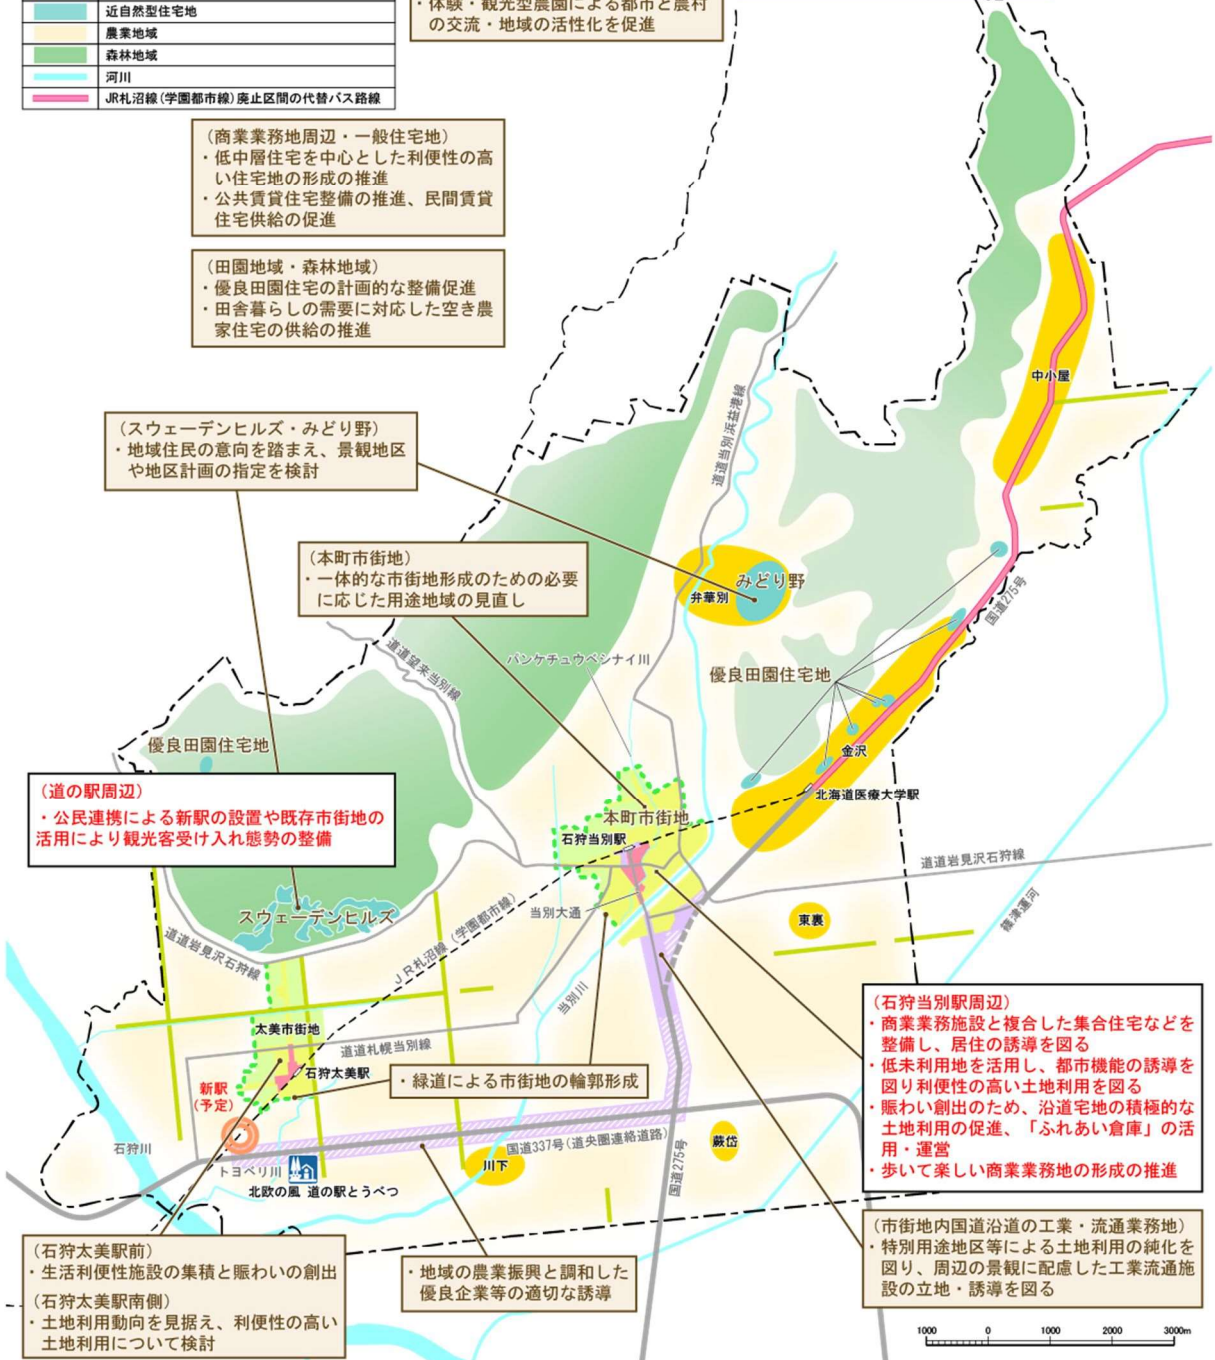 近自然型住宅地
農業地域
森林地域
河川
JR札沼線(学園都市線)廃止区間の代替バス路線
・体験・観光型農園による都市と農村
の交流・地域の活性化を促進
(商業業務地周辺・一般住宅地)
・低中層住宅を中心とした利便性の高
い住宅地の形成の推進
・公共賃貸住宅整備の推進、民間賃貸
住宅供給の促進
(田園地域・森林地域)
・優良田園住宅の計画的な整備促進
・田舎暮らしの需要に対応した空き農
家住宅の供給の推進
(スウェーデンヒルズ・みどり野)
・地域住民の意向を踏まえ、景観地区
や地区計画の指定を検討
(本町市街地)
・一体的な市街地形成のための必要
に応じた用途地域の見直し
中小屋
道道当別浜益港線
みどり野
弁華別
国道275号
道道望来当別線
パンケチュウベシナイ川
優良田園住宅地
優良田園住宅地
金沢
北海道医療大学駅
(道の駅周辺)
・公民連携による新駅の設置や既存市街地の
活用により観光客受け入れ態勢の整備
本町市街地
石狩当別駅
道道岩見沢石狩線
当別大通
スウェーデンヒルズ
東裏
篠津運河
道道岩見沢石狩線
JR札沼線(学園都市線)
当別川
太美市街地
道道札幌当別線
石狩太美駅
新駅
(予定)
・緑道による市街地の輪郭形成
(石狩当別駅周辺)
・商業業務施設と複合した集合住宅などを
整備し、居住の誘導を図る
・低未利用地を活用し、都市機能の誘導を
図り利便性の高い土地利用を図る
・賑わい創出のため、沿道宅地の積極的な
土地利用の促進、「ふれあい倉庫」の活
用・運営
・歩いて楽しい商業業務地の形成の推進
石狩川
トヨベリ川
国道337号(道央圏連絡道路)
国道275号
蕨岱
川下
北欧の風 道の駅とうべつ
(石狩太美駅前)
・生活利便性施設の集積と賑わいの創出
(石狩太美駅南側)
・土地利用動向を見据え、利便性の高い
土地利用について検討
・地域の農業振興と調和した
優良企業等の適切な誘導
(市街地内国道沿道の工業・流通業務地)
・特別用途地区等による土地利用の純化を
図り、周辺の景観に配慮した工業流通施
設の立地・誘導を図る
1000 0 1000 2000 3000m